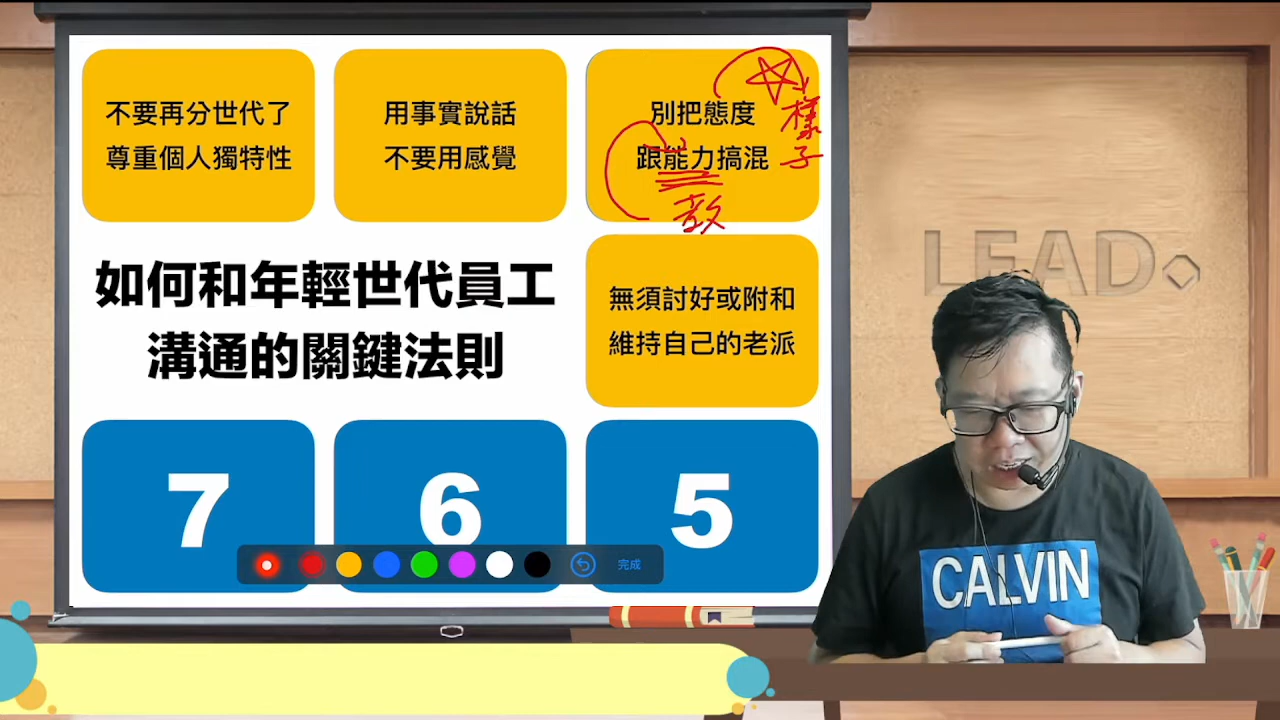 不要再分世代了
尊重個人獨特性
用事實說話
不要用感覺
別把態度
跟能力搞混
樣子
教
如何和年輕世代員工
溝通的關鍵法則
無須討好或附和
維持自己的老派
7
6
5
完成
LEAD
CALVIN